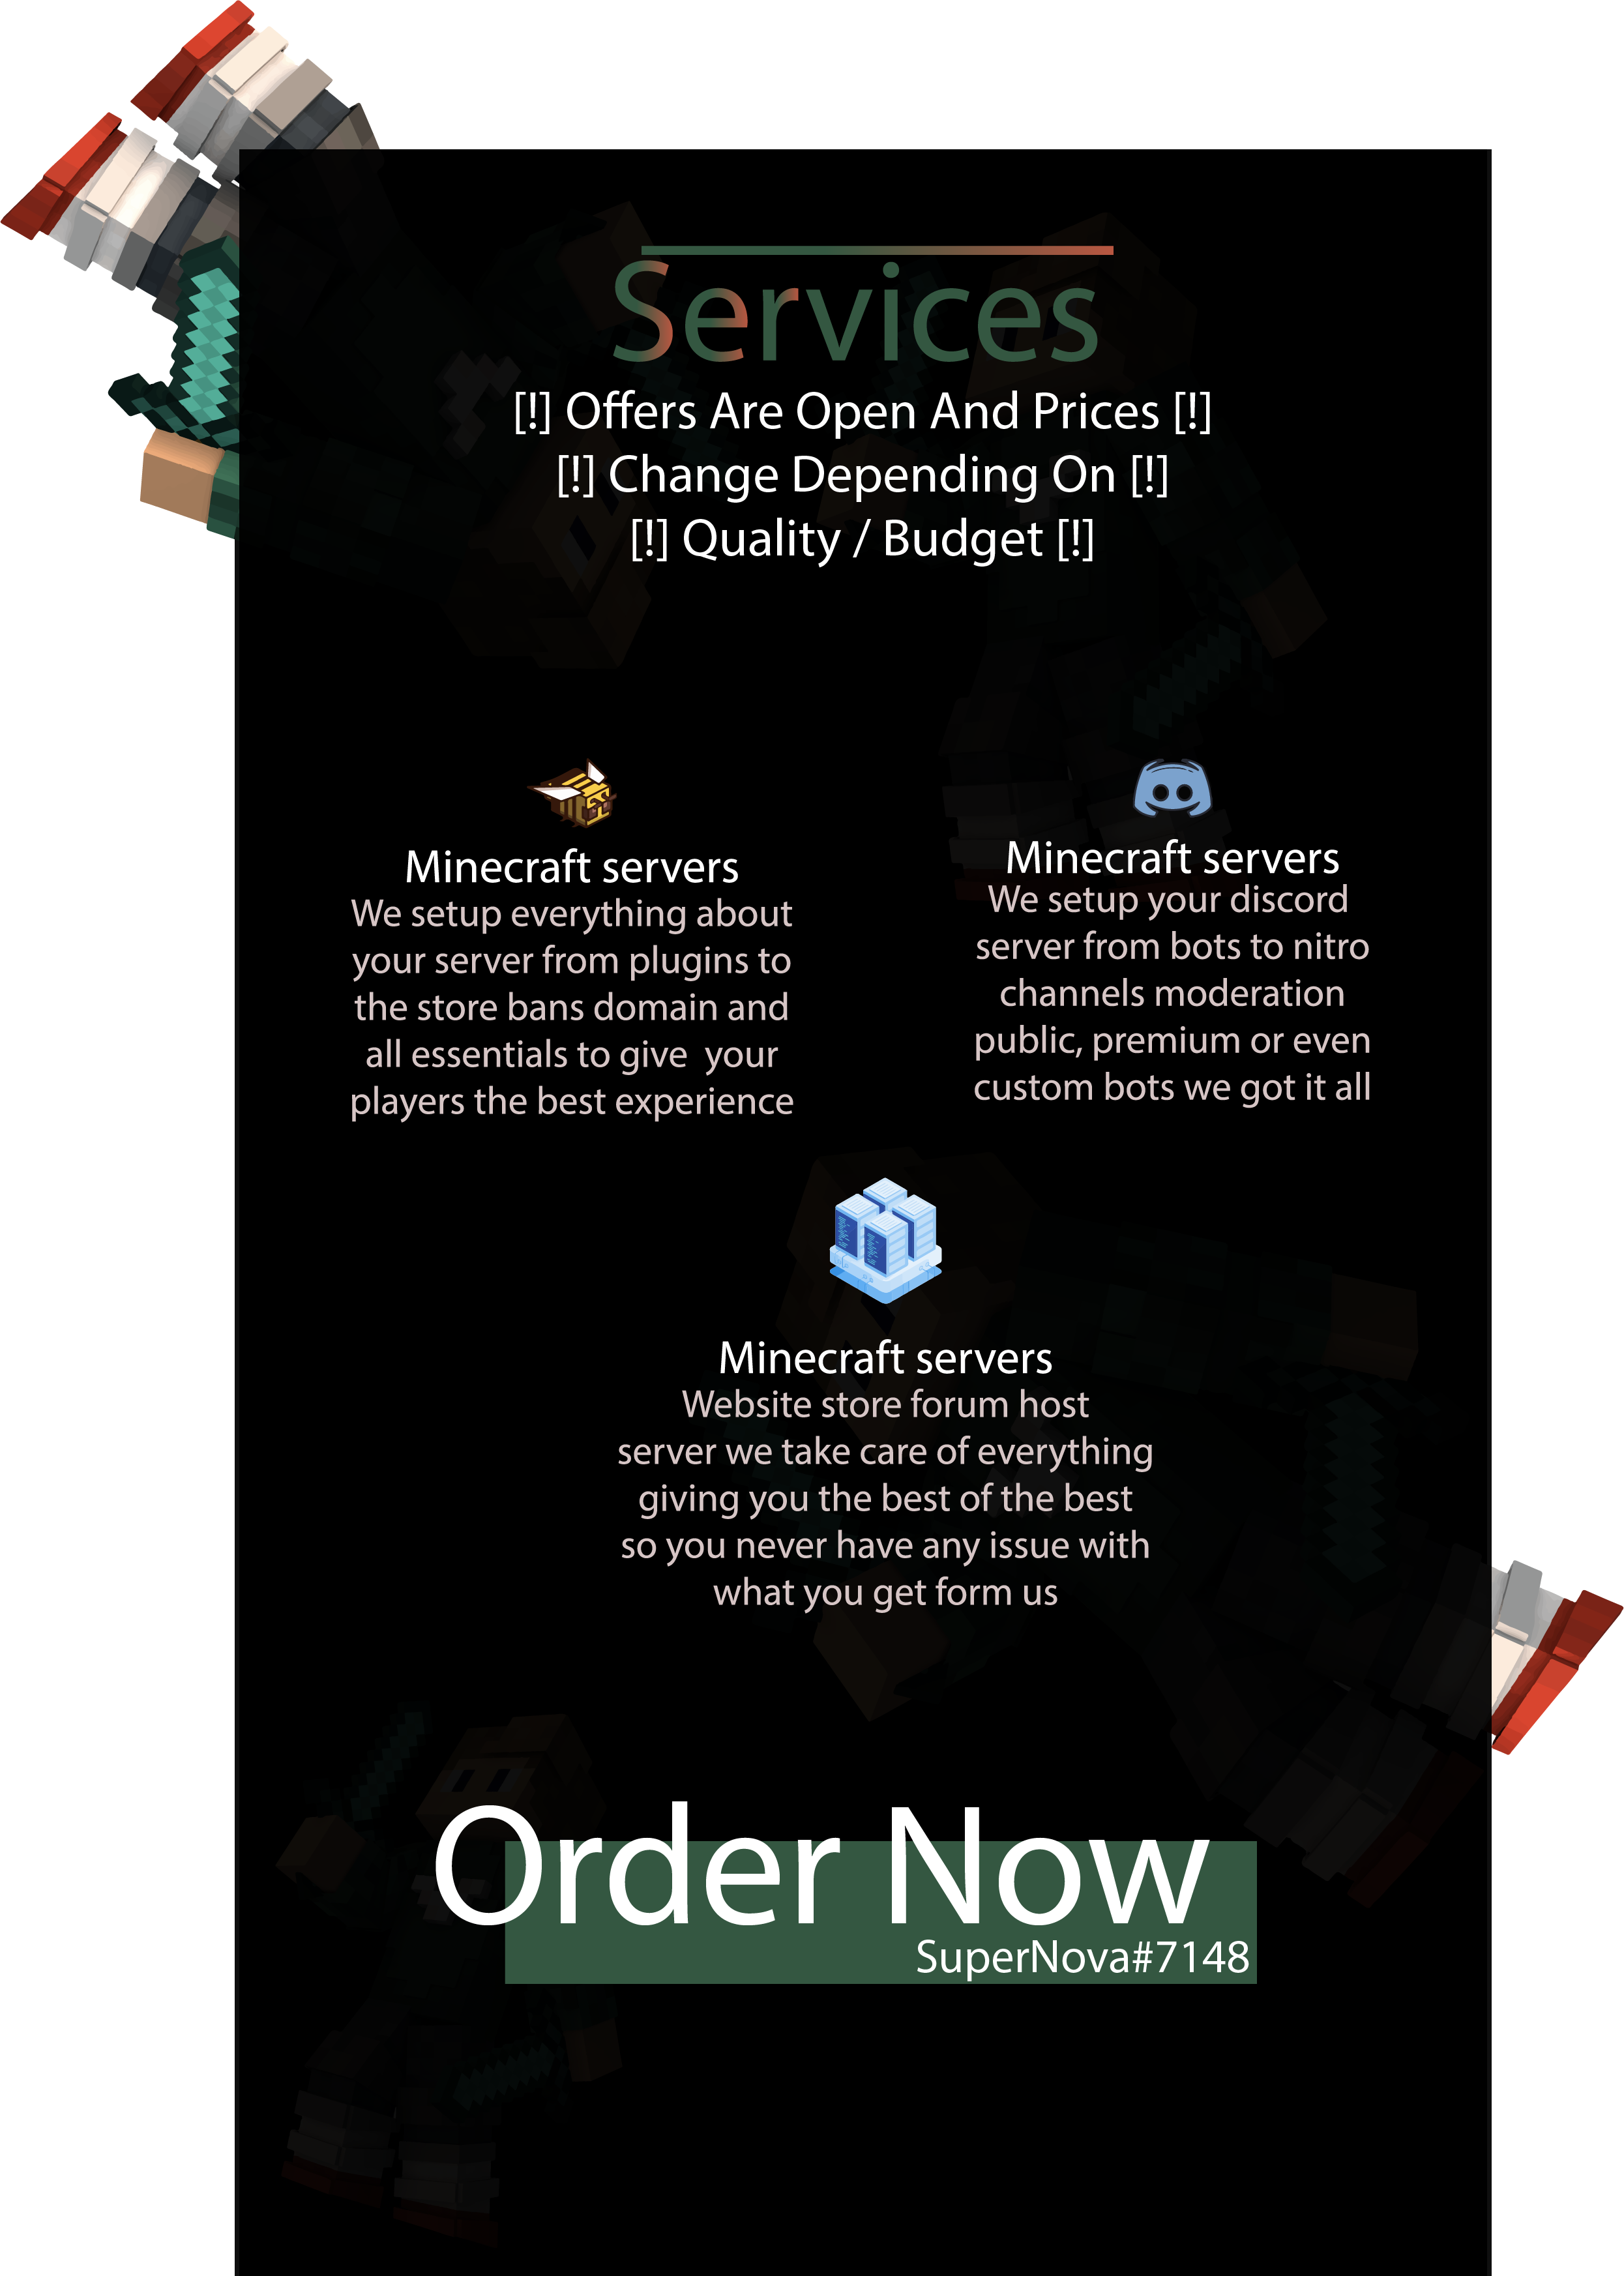 Services
[!] Offers Are Open And Prices [!]
[!] Change Depending On [!]
[!] Quality / Budget [!]
Minecraft servers
We setup everything about
your server from plugins to
the store bans domain and
all essentials to give  your
players the best experience
Minecraft servers
We setup your discord
server from bots to nitro
channels moderation
public, premium or even
custom bots we got it all
Minecraft servers
Website store forum host
server we take care of everything
giving you the best of the best
so you never have any issue with
what you get form us
Order Now
SuperNova#7148